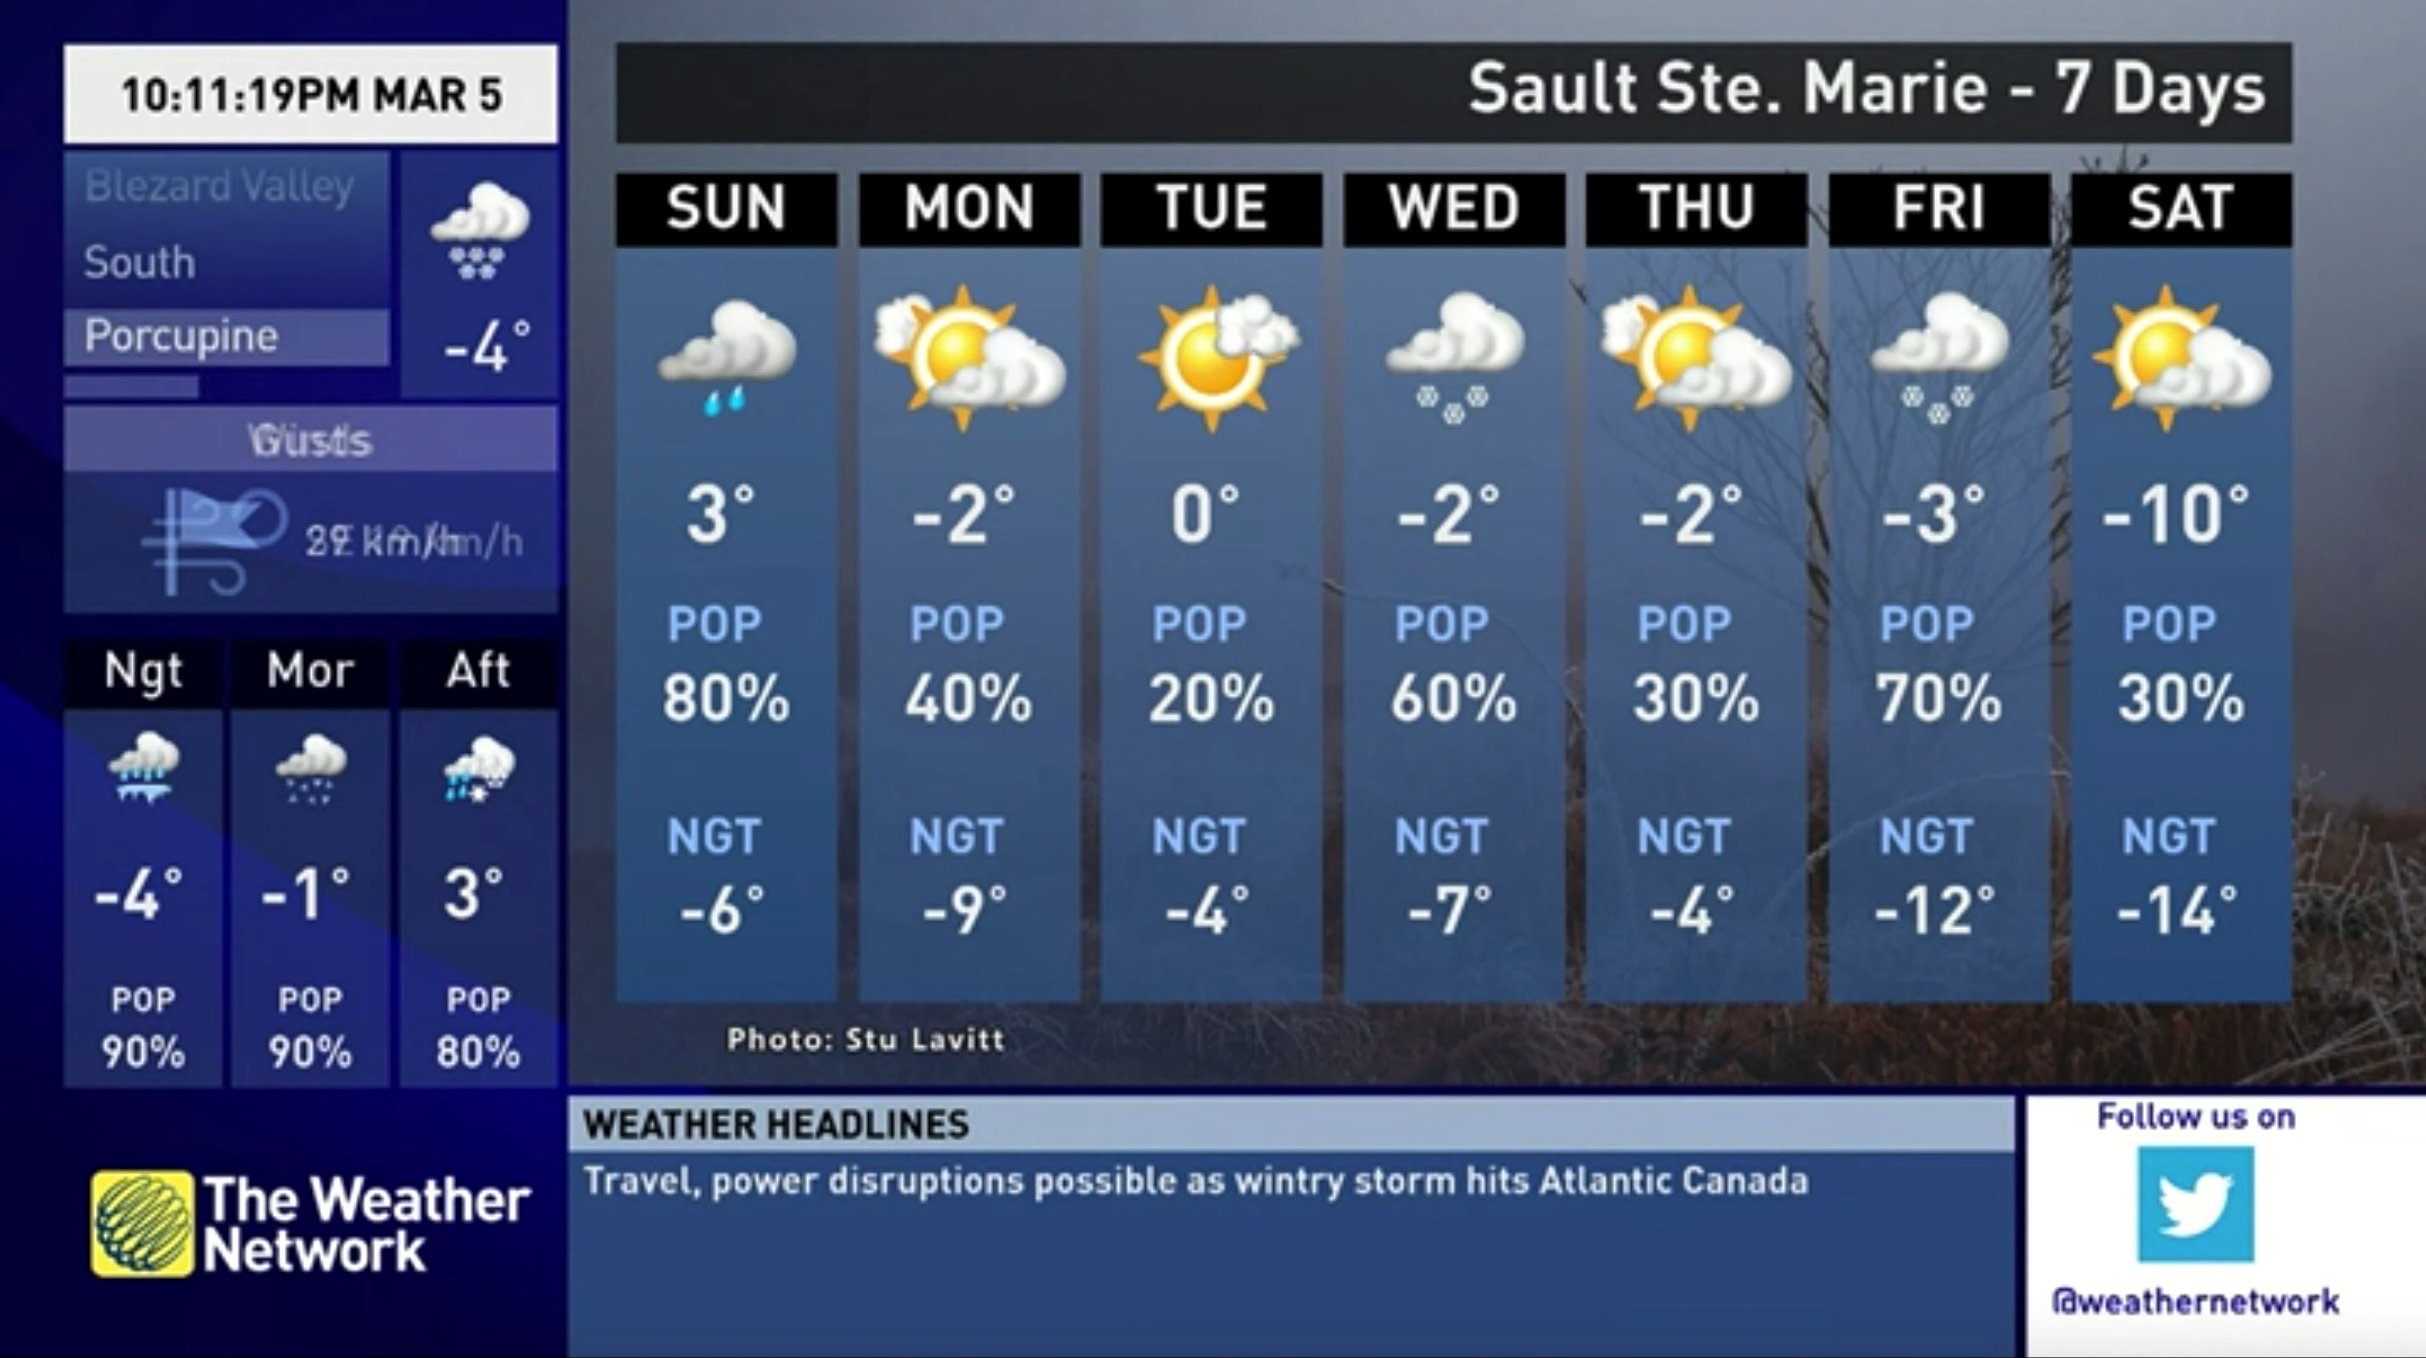 10:11:19PM MAR 5
Blezard Valley
South
Porcupine
-4°
Gusts
km/h
Ngt Mor Aft
-4° -1° 3°
POP POP POP
90% 90% 80%
The Weather
Network
Sault Ste. Marie - 7 Days
SUN MON TUE WED THU FRI SAT
3° -2° 0° -2° -2° -3° -10°
POP POP POP POP POP POP POP
80% 40% 20% 60% 30% 70% 30%
NGT NGT NGT NGT NGT NGT NGT
-6° -9° -4° -7° -4° -12° -14°
Photo: Stu Lavitt
WEATHER HEADLINES
Travel, power disruptions possible as wintry storm hits Atlantic Canada
Follow us on
@weathernetwork